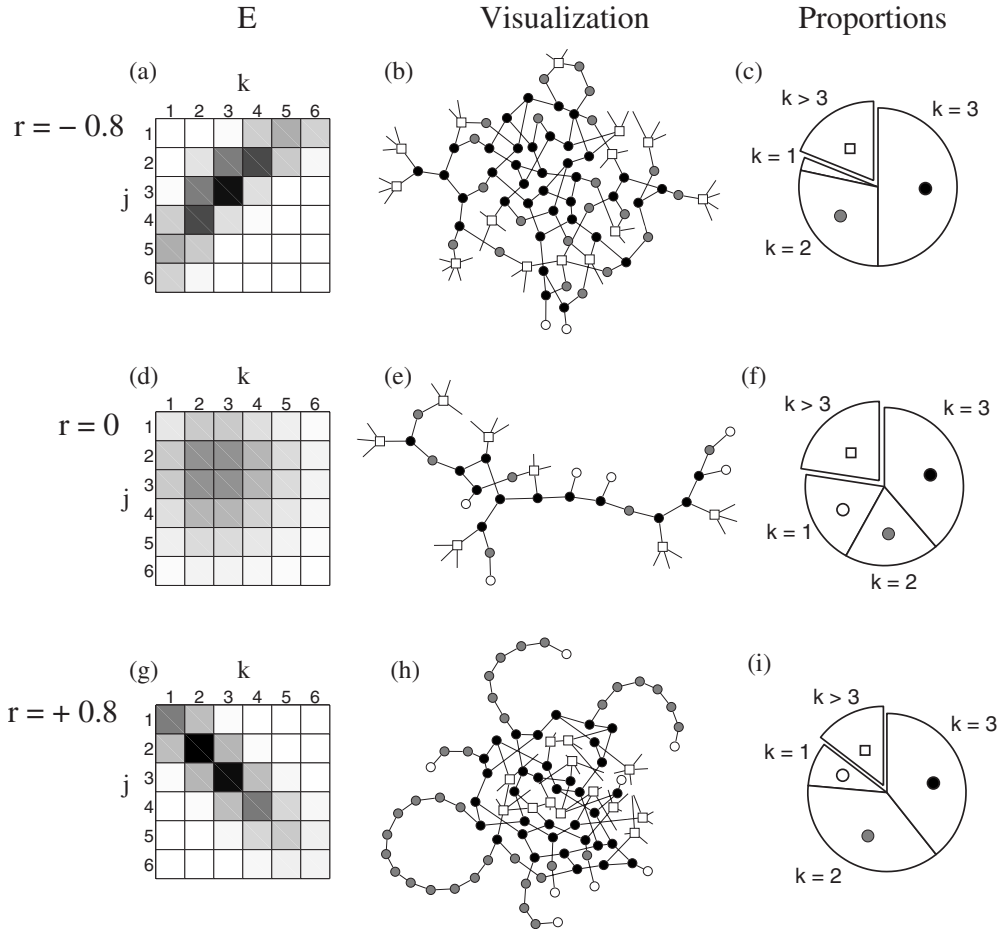 E Visualization Proportions
(a) (b) (c)
k
1 2 3 4 5 6
r = − 0.8
j
1
2
3
4
5
6
k > 3
k = 3
k = 1
k = 2
(d) (e) (f)
k
1 2 3 4 5 6
r = 0
j
1
2
3
4
5
6
k > 3
k = 3
k = 1
k = 2
(g) (h) (i)
k
1 2 3 4 5 6
r = + 0.8
j
1
2
3
4
5
6
k > 3
k = 3
k = 1
k = 2